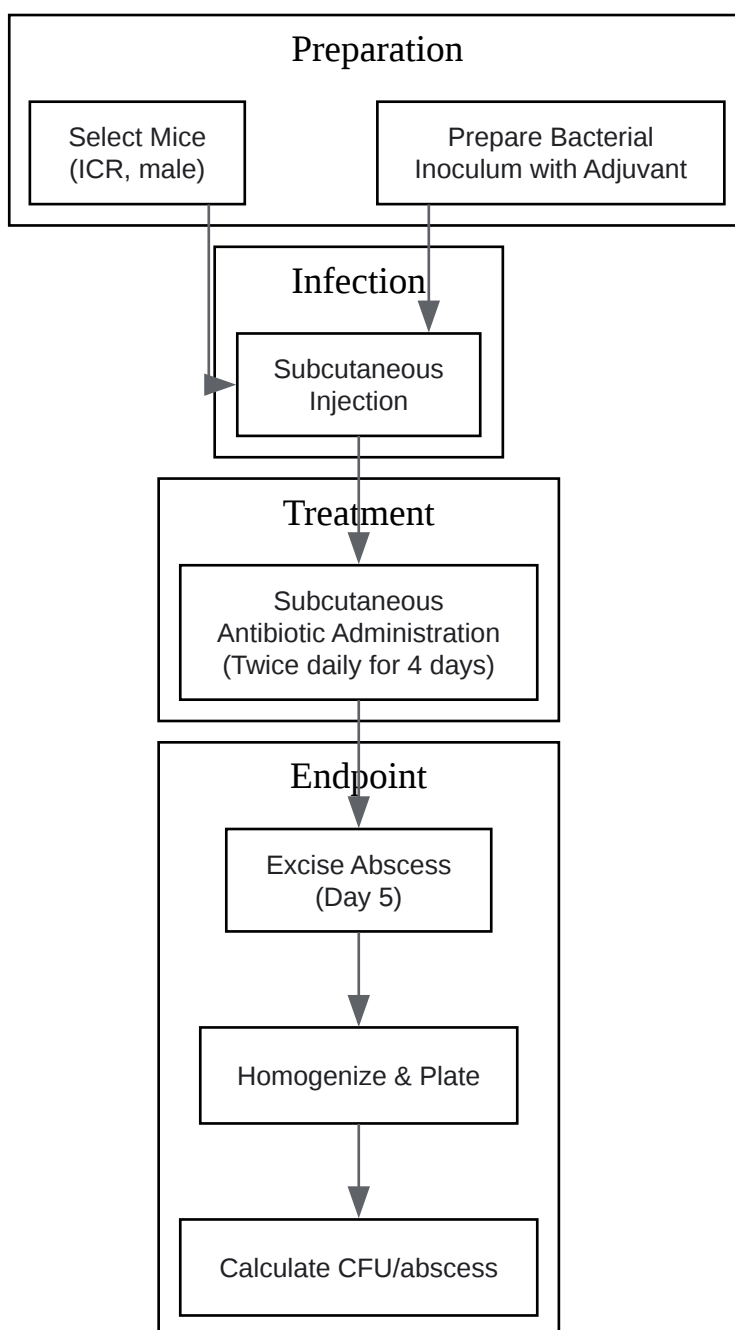 Preparation
Select Mice
(ICR, male)
Prepare Bacterial
Inoculum with Adjuvant
Infection
Subcutaneous
Injection
Treatment
Subcutaneous
Antibiotic Administration
(Twice daily for 4 days)
Endpoint
Excise Abscess
(Day 5)
Homogenize & Plate
Calculate CFU/abscess